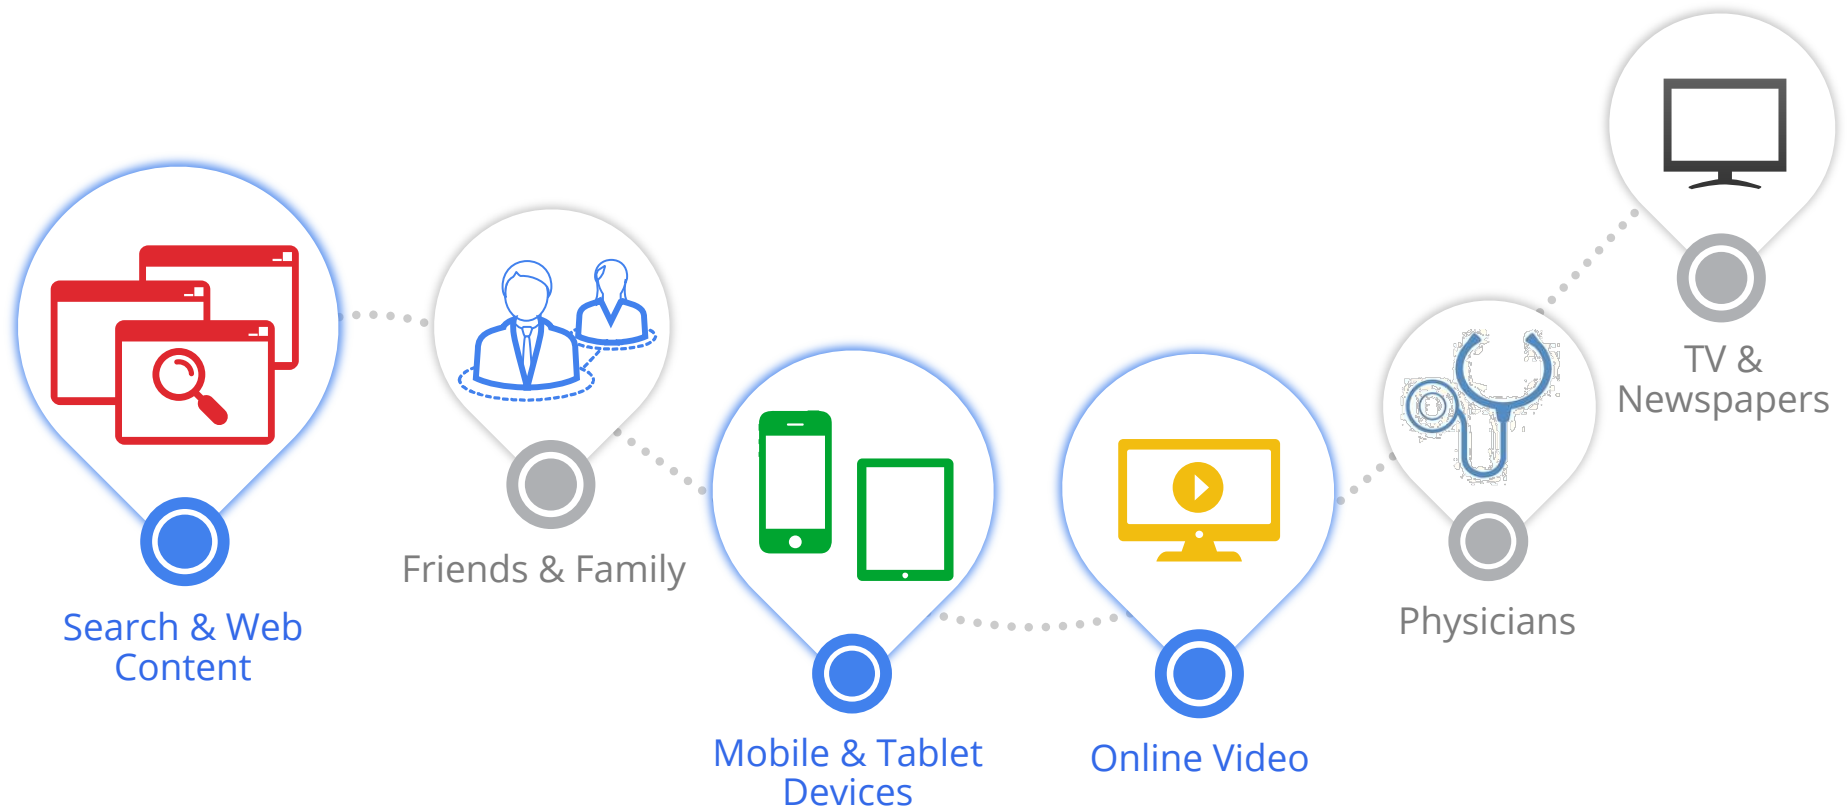 Search & Web
Content
Friends & Family
Mobile & Tablet
Devices
Online Video
Physicians
TV &
Newspapers